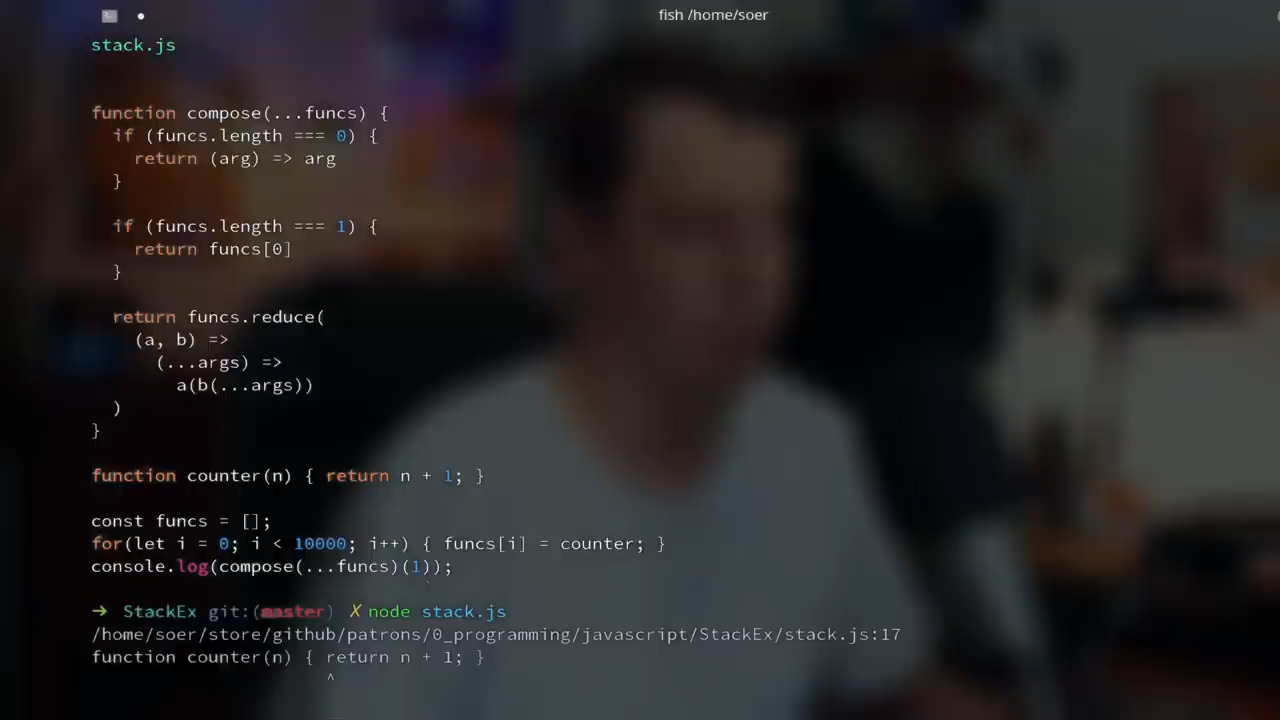 fish /home/soer
stack.js
function compose(...funcs) {
  if (funcs.length === 0) {
    return (arg) => arg
  }
  if (funcs.length === 1) {
    return funcs[0]
  }
  return funcs.reduce(
    (a, b) =>
      (...args) =>
        a(b(...args))
  )
}
function counter(n) { return n + 1; }
const funcs = [];
for(let i = 0; i < 10000; i++) { funcs[i] = counter; }
console.log(compose(...funcs)(1));
➜ StackEx git:(master) ✗ node stack.js
/home/soer/store/github/patrons/0_programming/javascript/StackEx/stack.js:17
function counter(n) { return n + 1; }
                      ^